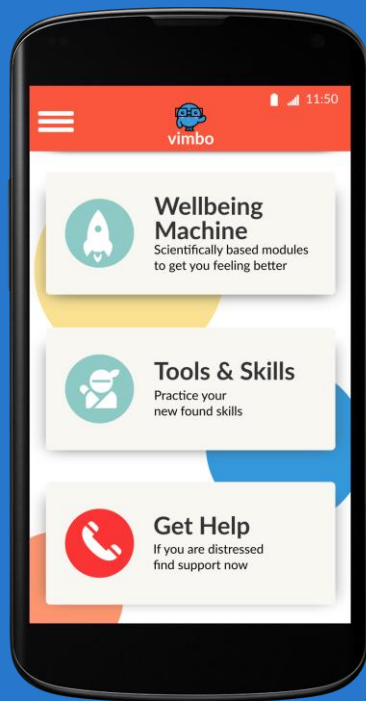 11:50
vimbo
Wellbeing
Machine
Scientifically based modules
to get you feeling better
Tools & Skills
Practice your
new found skills
Get Help
If you are distressed
find support now